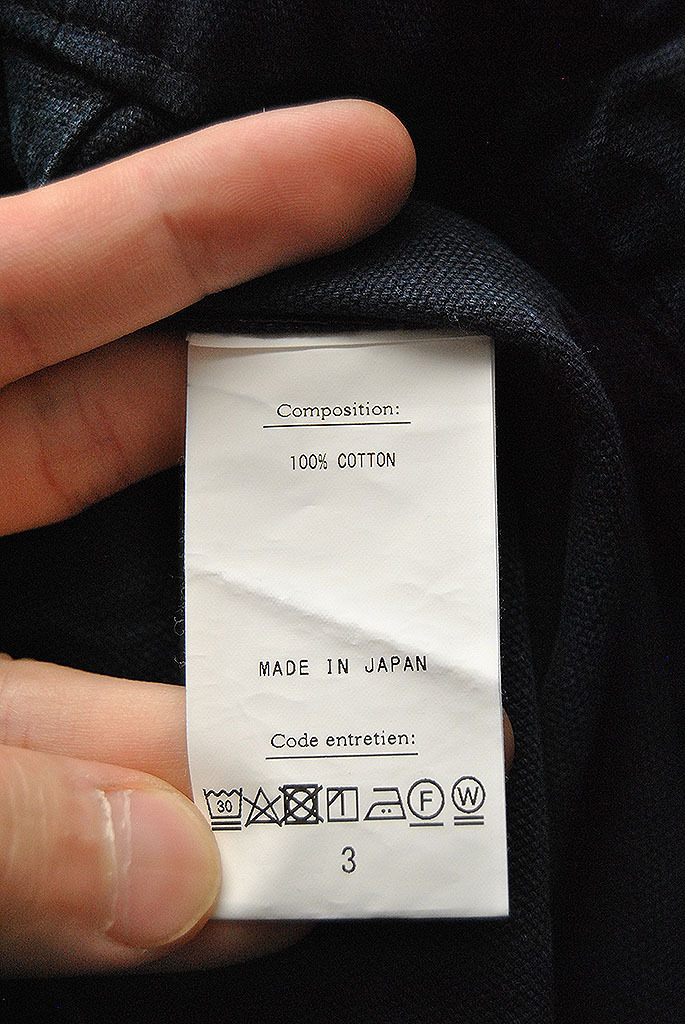 Composition:
100% COTTON
MADE IN JAPAN
Code entretien:
30 F W
3